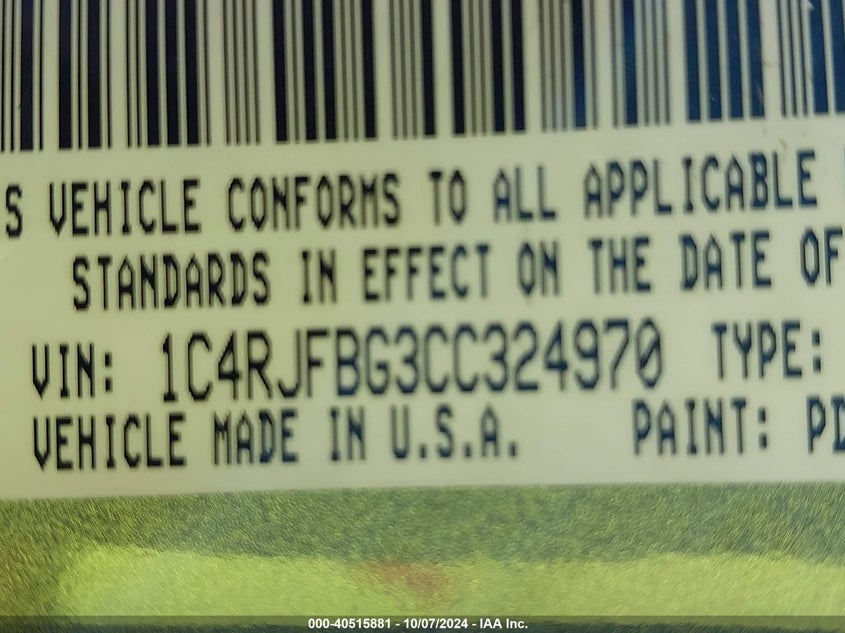 S VEHICLE CONFORMS TO ALL APPLICABLE
STANDARDS IN EFFECT ON THE DATE OF
VIN: 1C4RJFBG3CC324970 TYPE:
VEHICLE MADE IN U.S.A. PAINT: PD
000-40515881 - 10/07/2024 - IAA Inc.